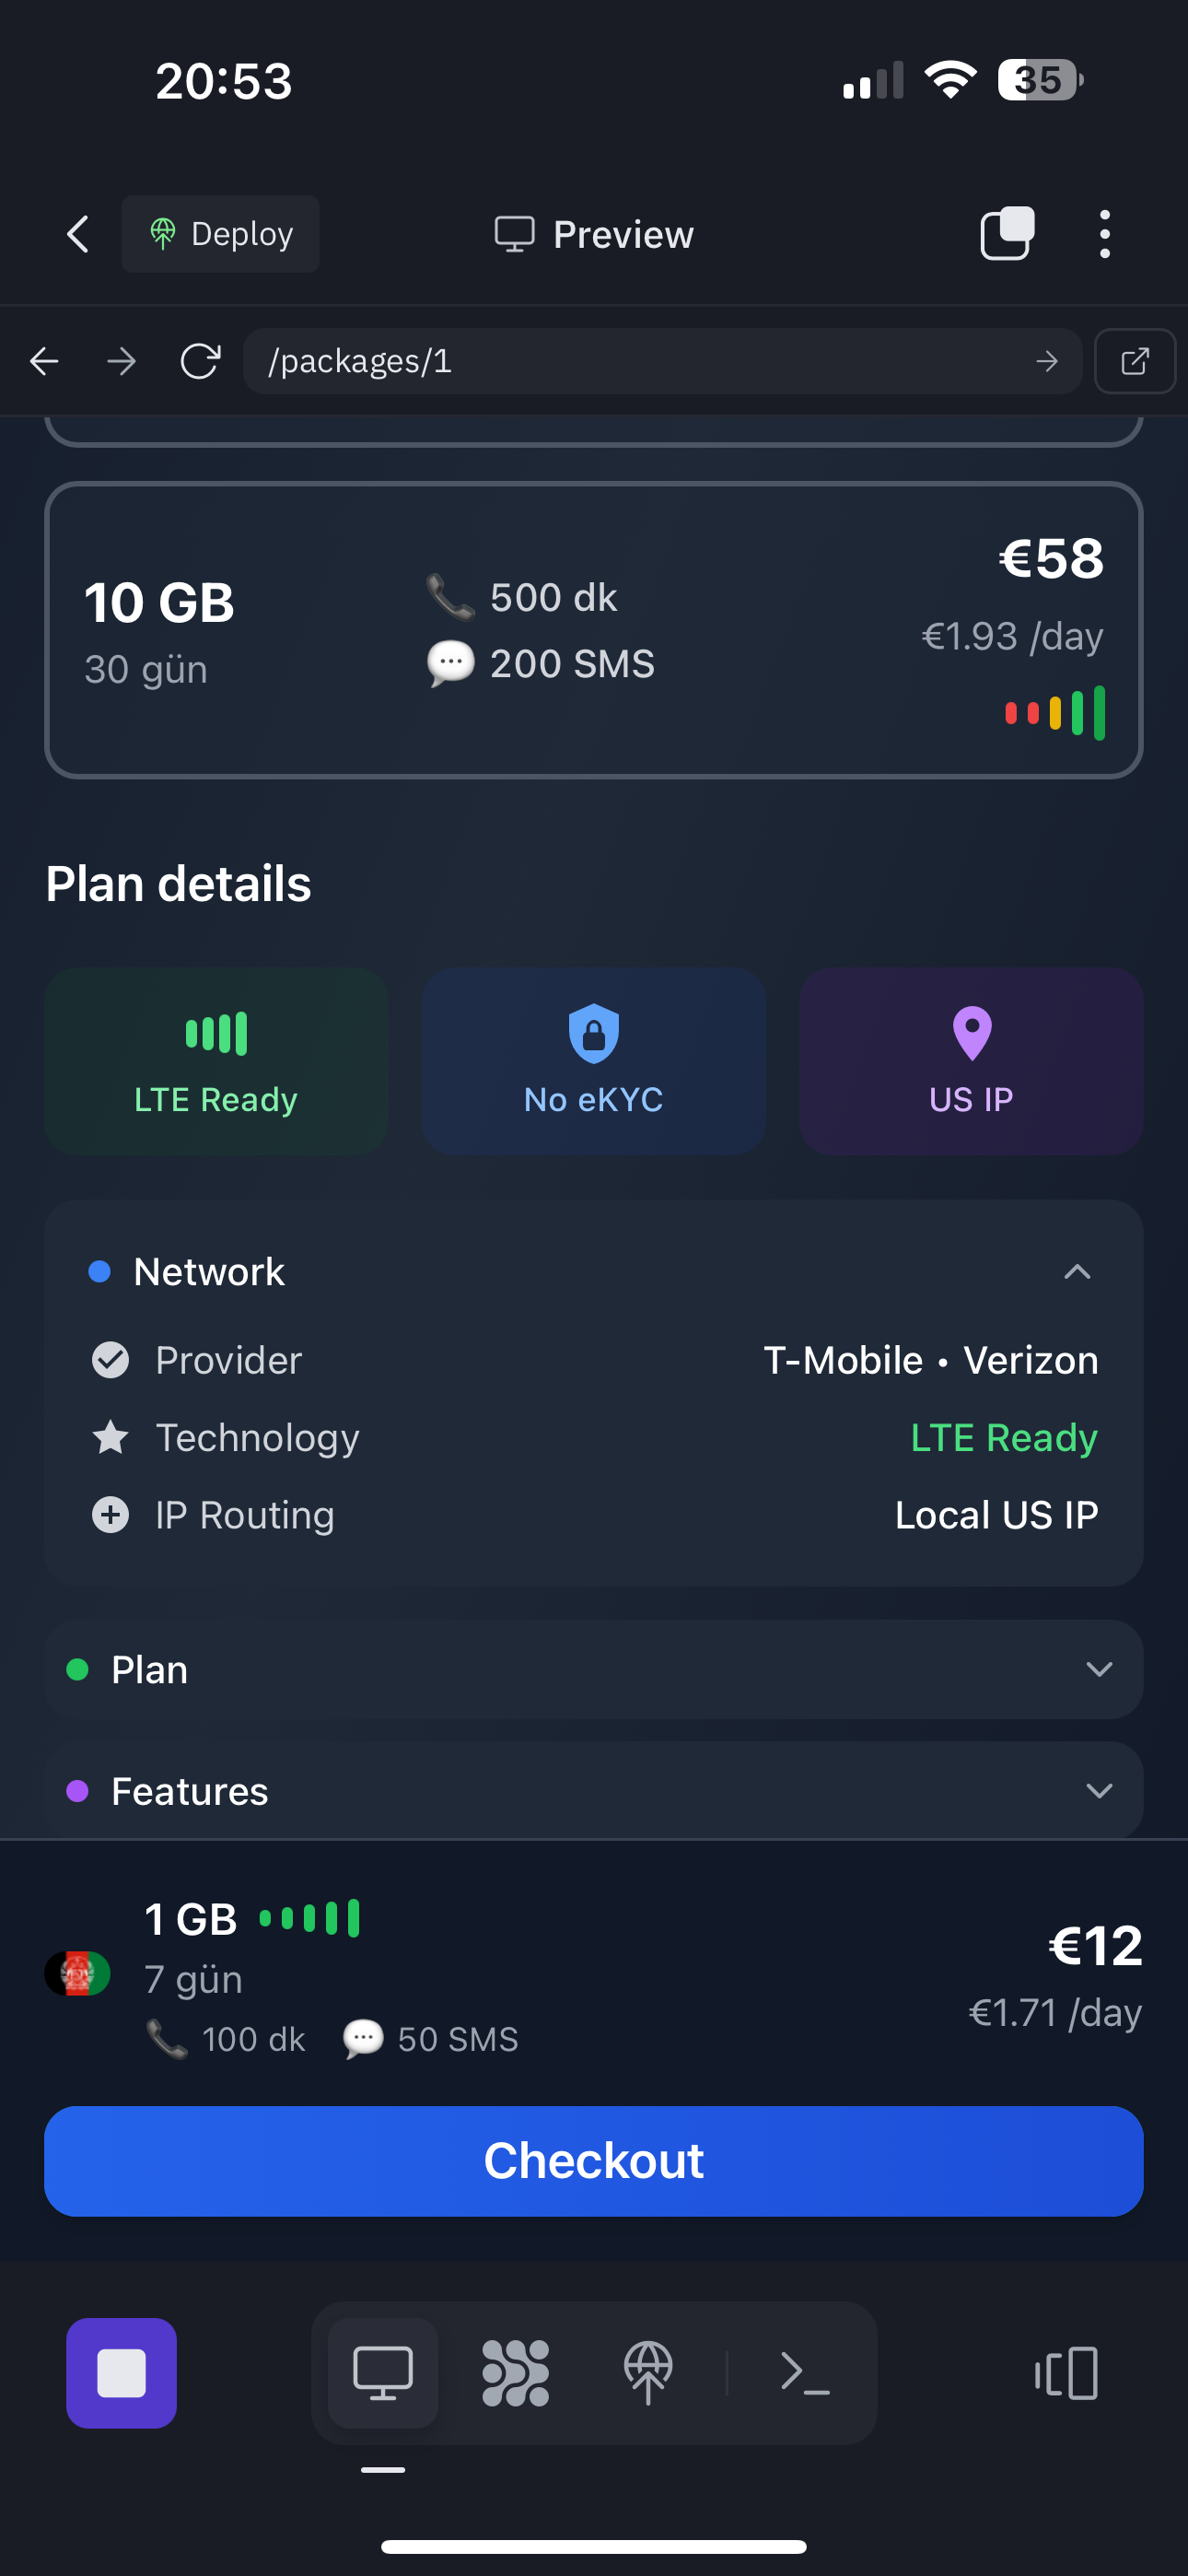 20:53
35
Deploy
Preview
/packages/1
10 GB
30 gün
500 dk
200 SMS
€58
€1.93 /day
Plan details
LTE Ready
No eKYC
US IP
Network
Provider
T-Mobile • Verizon
Technology
LTE Ready
IP Routing
Local US IP
Plan
Features
1 GB
7 gün
100 dk
50 SMS
€12
€1.71 /day
Checkout